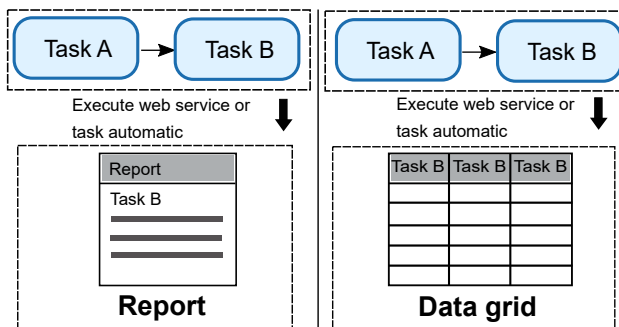 Task A
Task B
Execute web service or
task automatic
Report
Task B
Report
Task A
Task B
Execute web service or
task automatic
Task B Task B Task B
Data grid